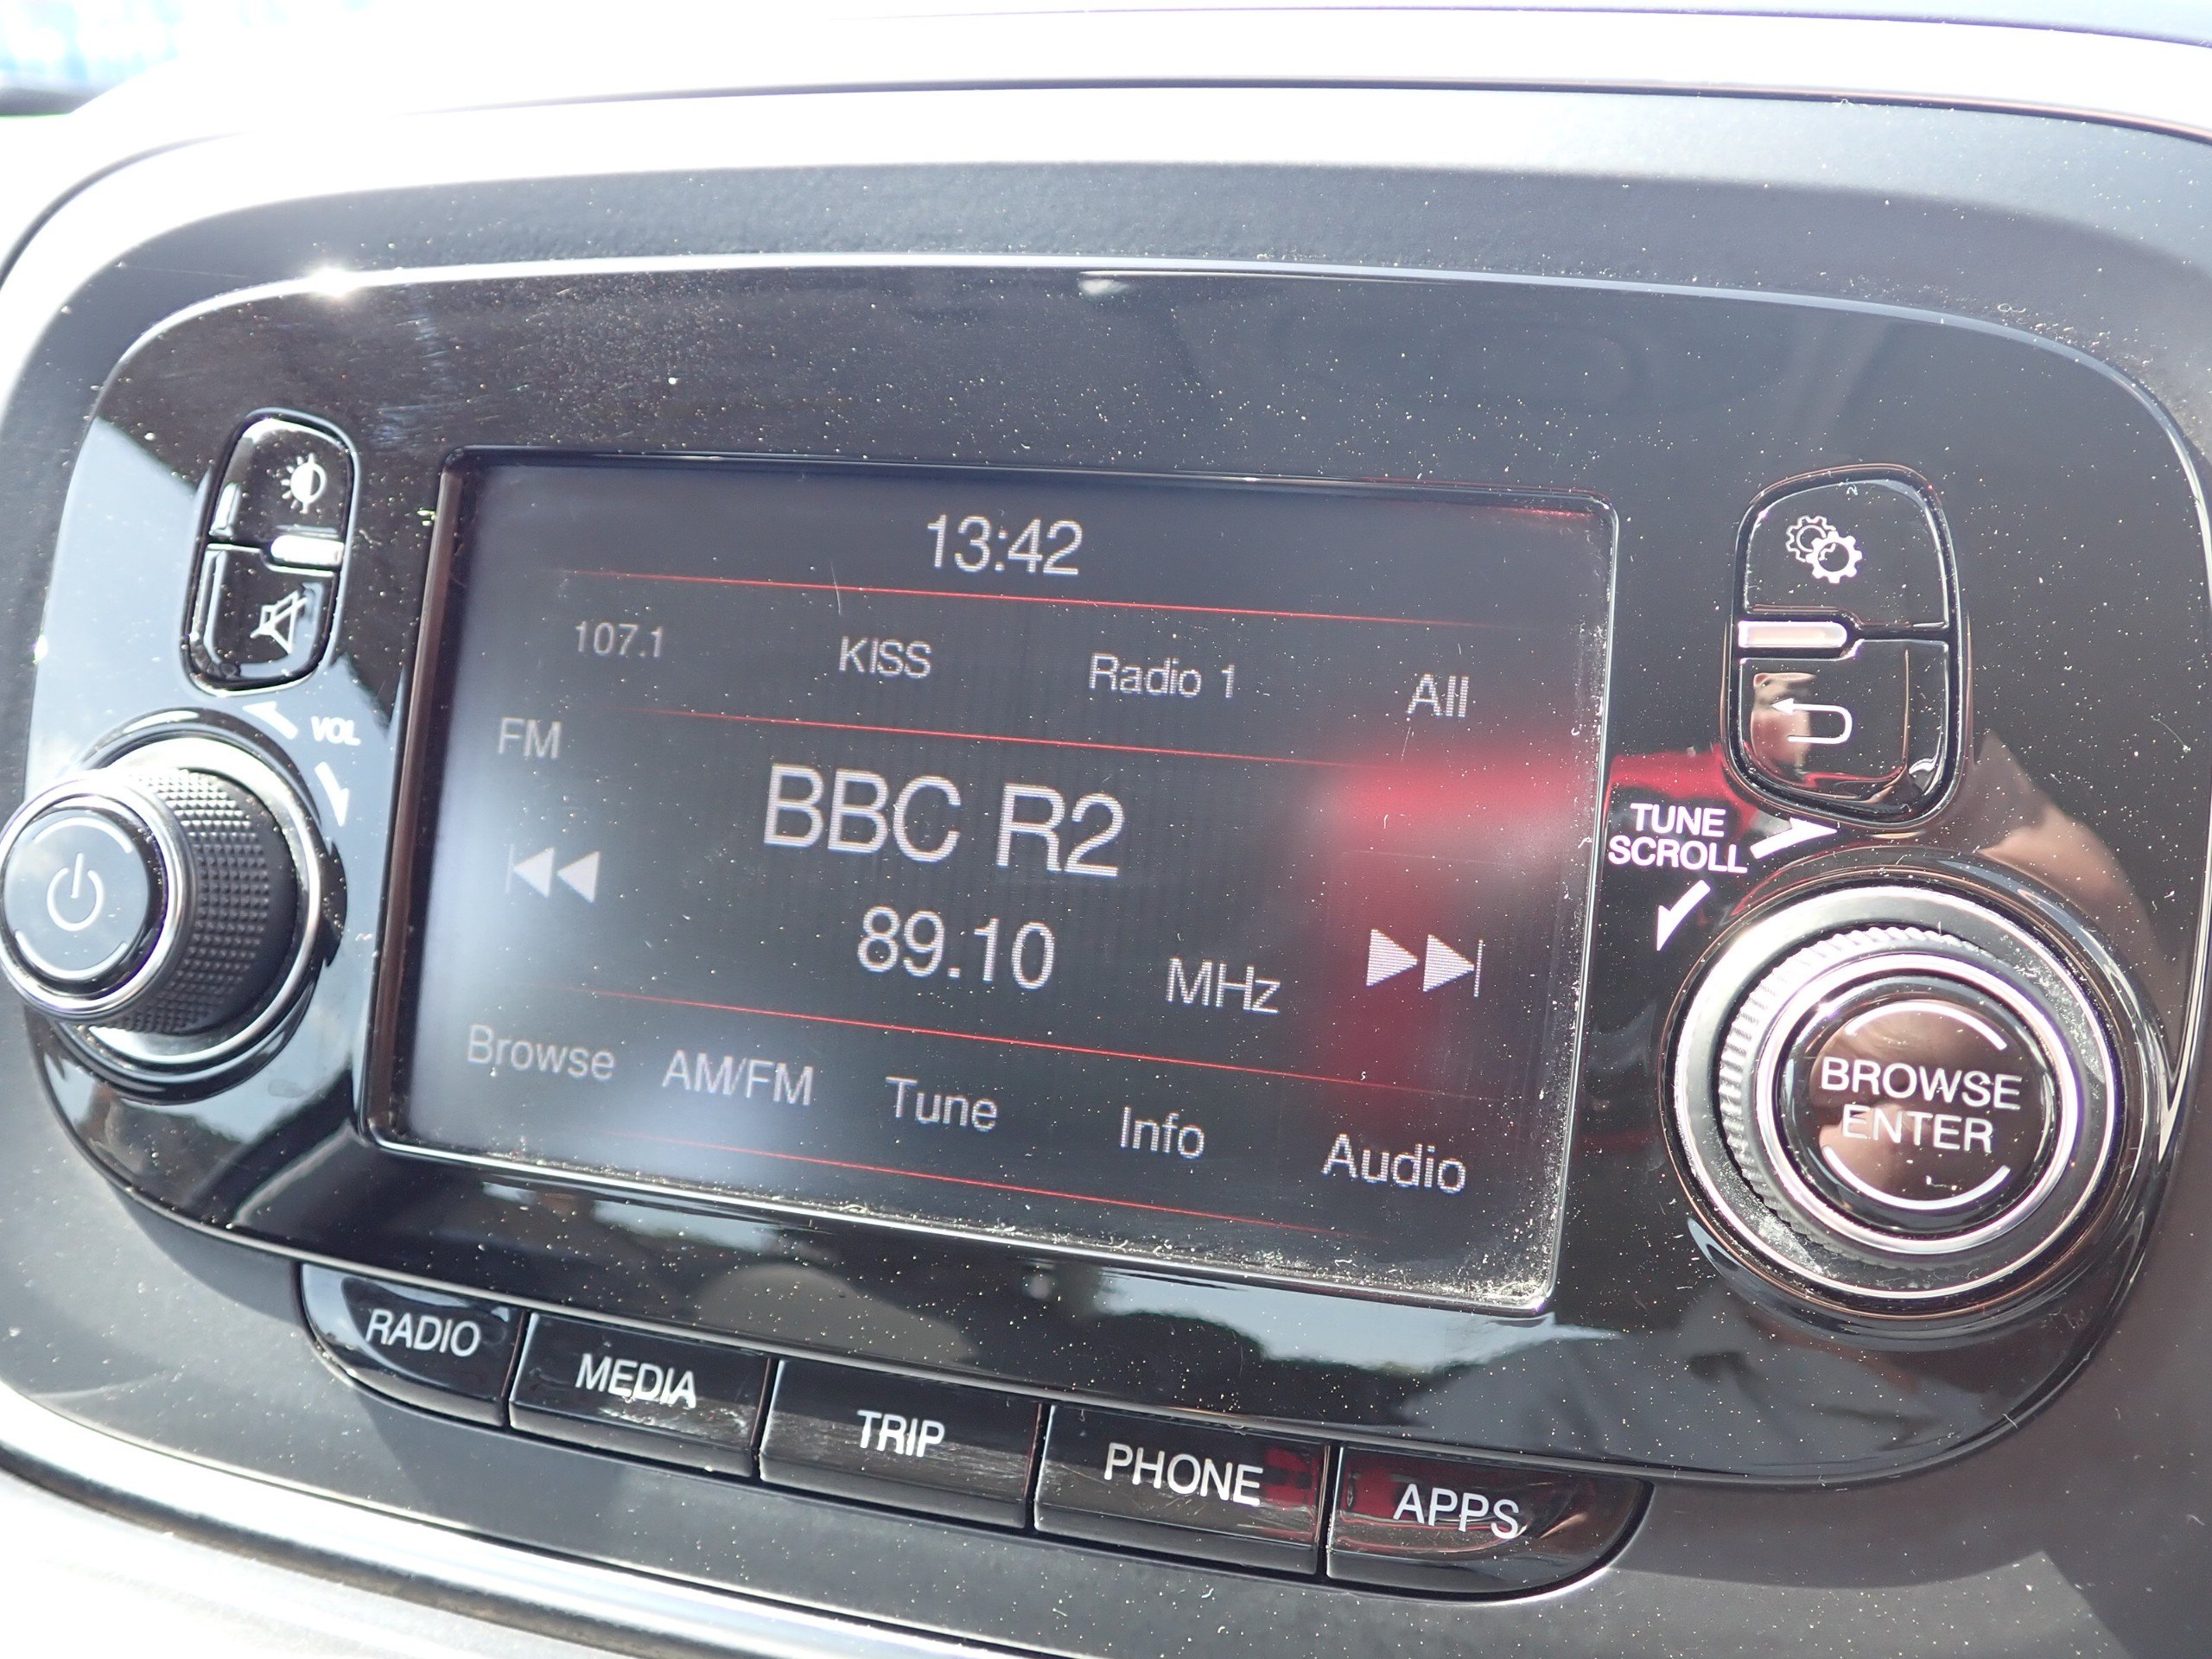 13:42
107.1 KISS Radio 1 All
FM
BBC R2
89.10 MHz
Browse AM/FM Tune Info Audio
VOL
TUNE
SCROLL
BROWSE
ENTER
RADIO MEDIA TRIP PHONE APPS